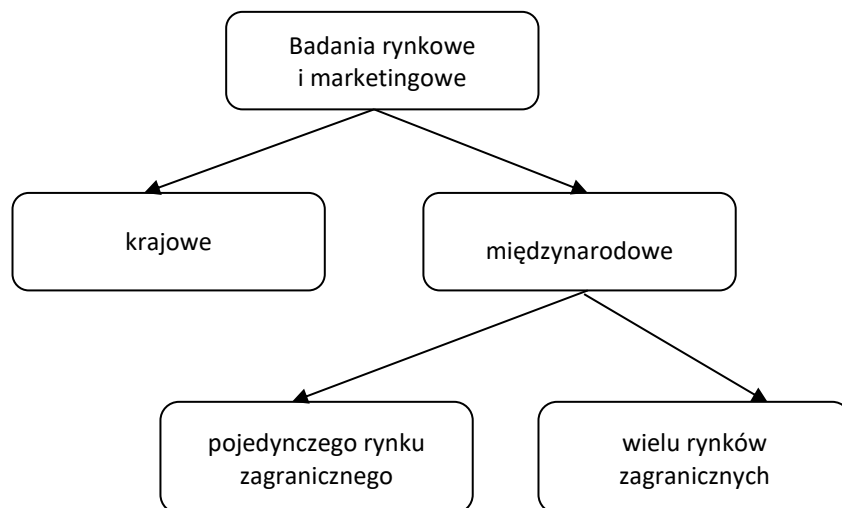 Badania rynkowe
i marketingowe
krajowe
międzynarodowe
pojedynczego rynku
zagranicznego
wielu rynków
zagranicznych